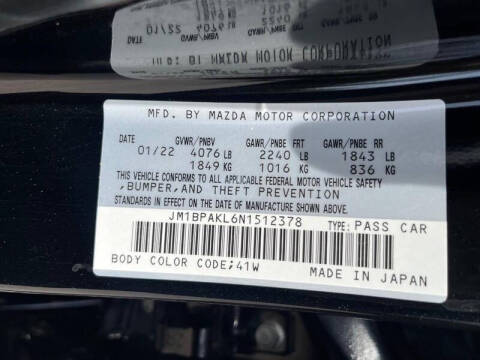 MFD. BY MAZDA MOTOR CORPORATION
DATE GVWR/PNBV GAWR/PNBE FRT GAWR/PNBE RR
01/22 4076 LB 2240 LB 1843 LB
1849 KG 1016 KG 836 KG
THIS VEHICLE CONFORMS TO ALL APPLICABLE FEDERAL MOTOR VEHICLE SAFETY
,BUMPER,AND THEFT PREVENTION
STANDARDS IN EFFECT ON THE DATE OF MANUFACTURE SHOWN ABOVE.
JM1BPAKL6N1512378 TYPE: PASS CAR
BODY COLOR CODE;41W MADE IN JAPAN